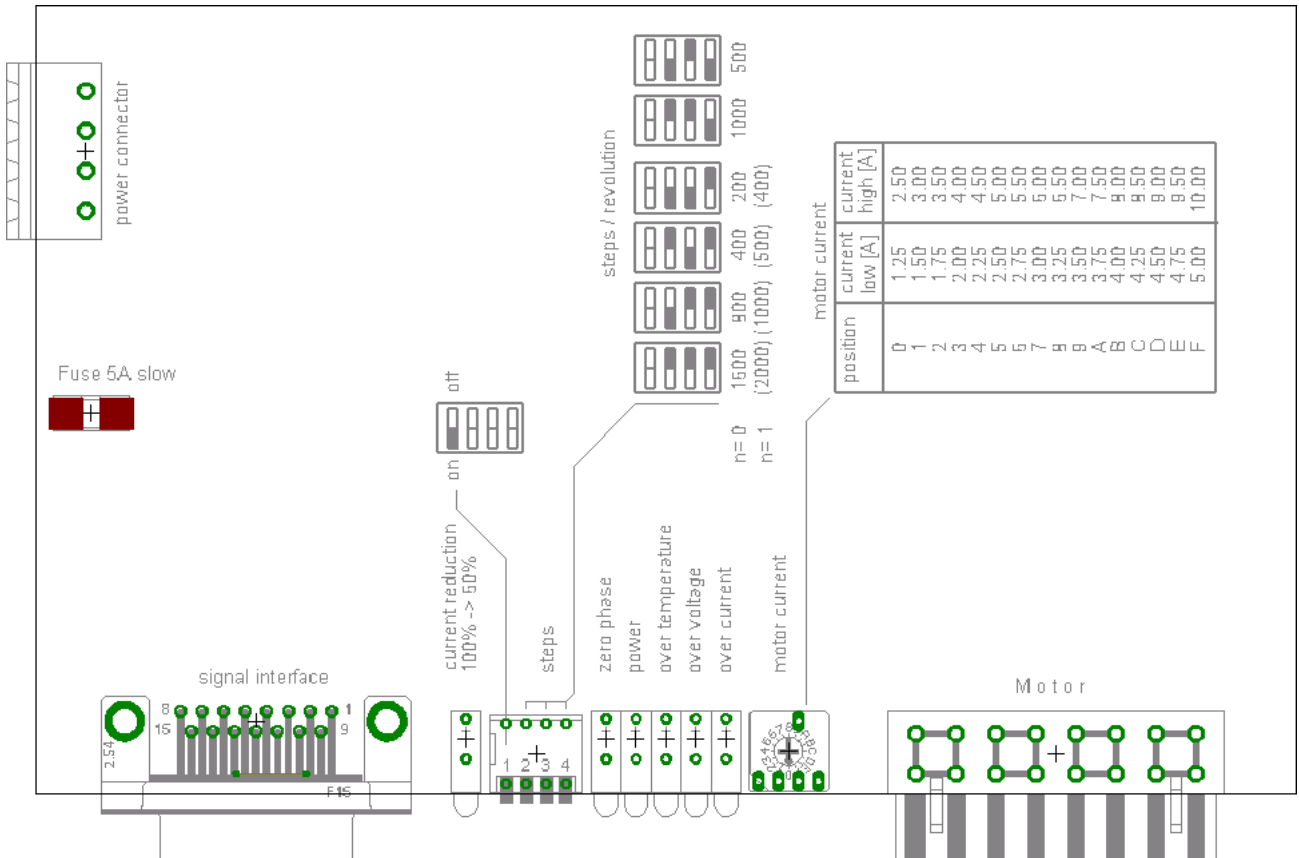 power connector
Fuse 5A slow
steps / revolution
500
1000
200
(400)
400
(500)
800
(1000)
1600
(2000)
n= 0
n= 1
motor current
position current low [A] current high [A]
0 1.25 2.50
1 1.50 3.00
2 1.75 3.50
3 2.00 4.00
4 2.25 4.50
5 2.50 5.00
6 2.75 5.50
7 3.00 6.00
8 3.25 6.50
9 3.50 7.00
A 3.75 7.50
B 4.00 8.00
C 4.25 8.50
D 4.50 9.00
E 4.75 9.50
F 5.00 10.00
off
on
current reduction
100% -> 60%
steps
zero phase
power
over temperature
over voltage
over current
motor current
signal interface
8 1
15 9
2.54
F15
1 2 3 4
Motor